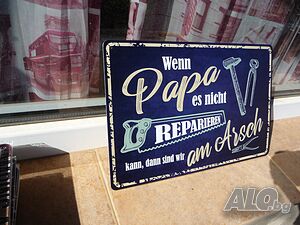 Wenn
Papa
es nicht
REPARIEREN
kann, dann sind wir
am Arsch
ALO.bg